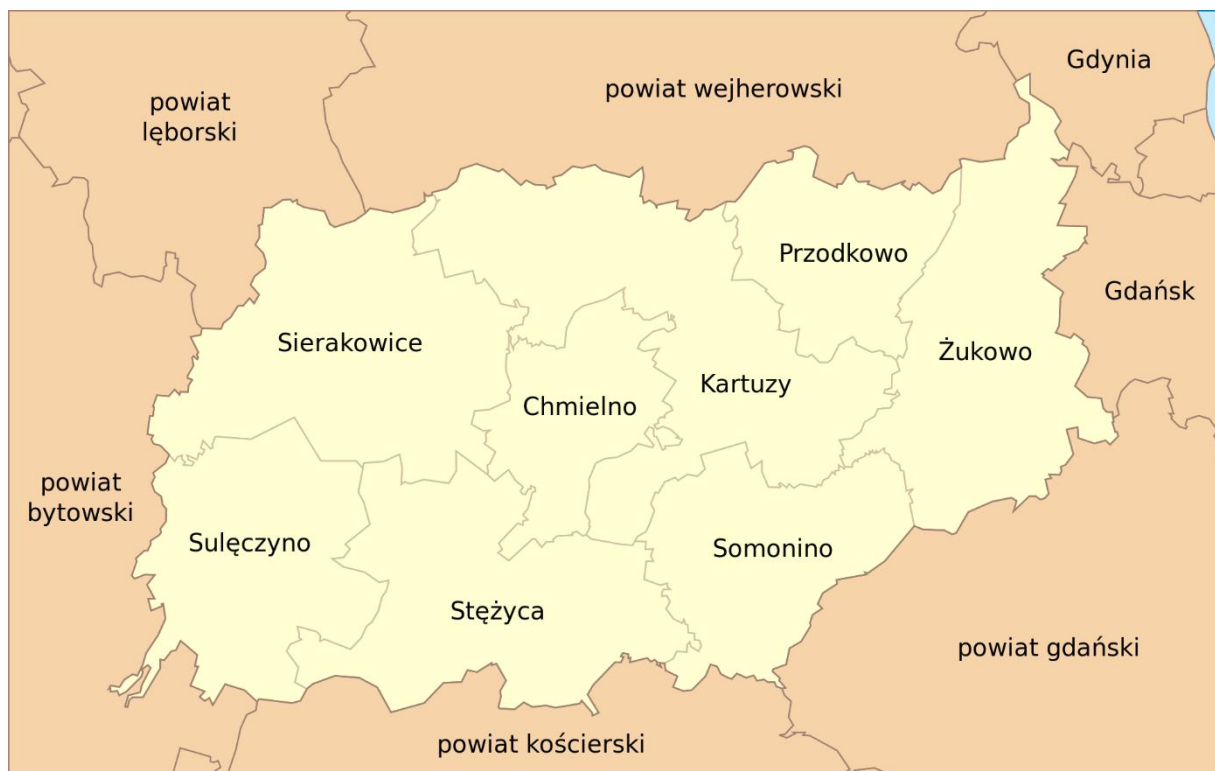 Gdynia
powiat wejherowski
powiat
lęborski
Przodkowo
Gdańsk
Sierakowice
Żukowo
Kartuzy
Chmielno
powiat
bytowski
Sulęczyno
Somonino
Stężyca
powiat gdański
powiat kościerski